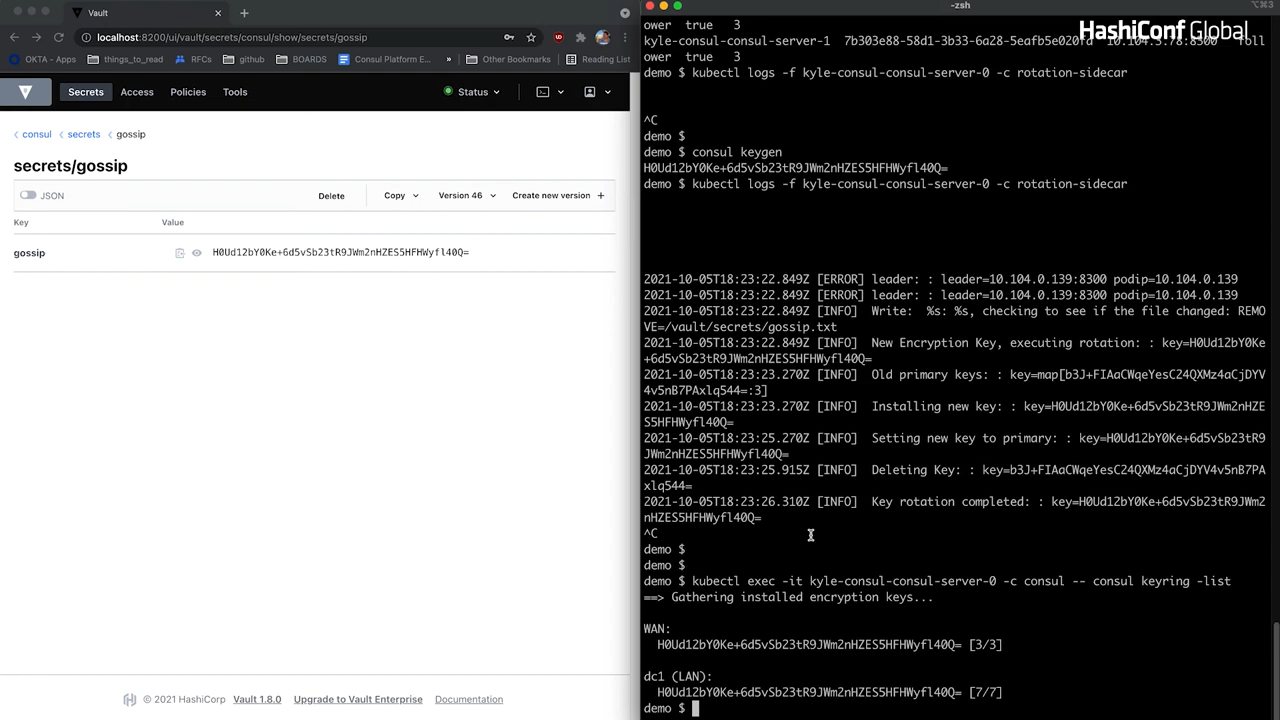 Vault
-zsh
⌥⌘3
HashiConf Global
localhost:8200/ui/vault/secrets/consul/show/secrets/gossip
OKTA - Apps
things_to_read
RFCs
github
BOARDS
Consul Platform E...
»
Other Bookmarks
Reading List
Secrets
Access
Policies
Tools
Status
consul
secrets
gossip
secrets/gossip
JSON
Delete
Copy
Version 46
Create new version +
Key
Value
gossip
H0Ud12bY0Ke+6d5vSb23tR9JWm2nHZES5HFHWyfl40Q=
© 2021 HashiCorp
Vault 1.8.0
Upgrade to Vault Enterprise
Documentation
ower true 3
kyle-consul-consul-server-1 7b303e88-58d1-3b33-6a28-5eafb5e020fd 10.104.3.78:8300 foll
ower true 3
demo $ kubectl logs -f kyle-consul-consul-server-0 -c rotation-sidecar
^C
demo $
demo $ consul keygen
H0Ud12bY0Ke+6d5vSb23tR9JWm2nHZES5HFHWyfl40Q=
demo $ kubectl logs -f kyle-consul-consul-server-0 -c rotation-sidecar
2021-10-05T18:23:22.849Z [ERROR] leader: : leader=10.104.0.139:8300 podip=10.104.0.139
2021-10-05T18:23:22.849Z [ERROR] leader: : leader=10.104.0.139:8300 podip=10.104.0.139
2021-10-05T18:23:22.849Z [INFO] Write: %s: %s, checking to see if the file changed: REMO
VE=/vault/secrets/gossip.txt
2021-10-05T18:23:22.849Z [INFO] New Encryption Key, executing rotation: : key=H0Ud12bY0Ke
+6d5vSb23tR9JWm2nHZES5HFHWyfl40Q=
2021-10-05T18:23:23.270Z [INFO] Old primary keys: : key=map[b3J+FIAaCWqeYesC24QXMz4aCjDYV
4v5nB7PAxlq544=:3]
2021-10-05T18:23:23.270Z [INFO] Installing new key: : key=H0Ud12bY0Ke+6d5vSb23tR9JWm2nHZE
S5HFHWyfl40Q=
2021-10-05T18:23:25.270Z [INFO] Setting new key to primary: : key=H0Ud12bY0Ke+6d5vSb23tR9
JWm2nHZES5HFHWyfl40Q=
2021-10-05T18:23:25.915Z [INFO] Deleting Key: : key=b3J+FIAaCWqeYesC24QXMz4aCjDYV4v5nB7PA
xlq544=
2021-10-05T18:23:26.310Z [INFO] Key rotation completed: : key=H0Ud12bY0Ke+6d5vSb23tR9JWm2
nHZES5HFHWyfl40Q=
^C
demo $
demo $
demo $ kubectl exec -it kyle-consul-consul-server-0 -c consul -- consul keyring -list
==> Gathering installed encryption keys...
WAN:
H0Ud12bY0Ke+6d5vSb23tR9JWm2nHZES5HFHWyfl40Q= [3/3]
dc1 (LAN):
H0Ud12bY0Ke+6d5vSb23tR9JWm2nHZES5HFHWyfl40Q= [7/7]
demo $